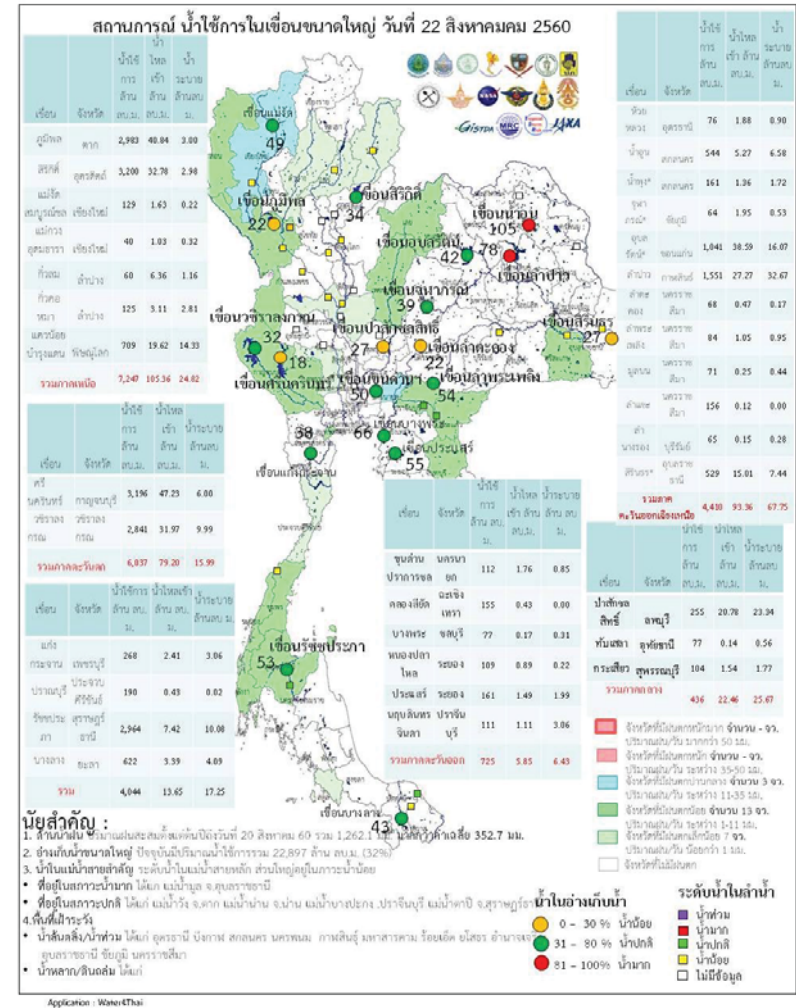 สถานการณ์ น้ำใช้การในเขื่อนขนาดใหญ่ วันที่ 22 สิงหาคมคม 2560
เขื่อน จังหวัด น้ำใช้การ ล้าน ลบ.ม. น้ำไหลเข้า ล้าน ลบ.ม. น้ำระบาย ล้านลบ ม.
ภูมิพล ตาก 2,983 40.84 3.00
สิริกิติ์ อุตรดิตถ์ 3,200 32.78 2.98
แม่งัดสมบูรณ์ชล เชียงใหม่ 129 1.63 0.22
แม่กวงอุดมธารา เชียงใหม่ 40 1.03 0.32
กิ่วลม ลำปาง 60 6.36 1.16
กิ่วคอหมา ลำปาง 125 3.11 2.81
แควน้อยบำรุงแดน พิษณุโลก 709 19.62 14.33
รวมภาคเหนือ 7,247 105.36 24.82
เขื่อน จังหวัด น้ำใช้การ ล้าน ลบ.ม. น้ำไหลเข้า ล้าน ลบ.ม. น้ำระบาย ล้านลบ ม.
ศรีนครินทร์ กาญจนบุรี 3,196 47.23 6.00
วชิราลงกรณ วชิราลงกรณ 2,841 31.97 9.99
รวมภาคตะวันตก 6,037 79.20 15.99
เขื่อน จังหวัด น้ำใช้การ ล้าน ลบ. ม. น้ำไหลเข้า ล้าน ลบ. ม. น้ำระบาย ล้านลบ ม.
แก่งกระจาน เพชรบุรี 268 2.41 3.06
ปราณบุรี ประจวบคีรีขันธ์ 190 0.43 0.02
รัชชประภา สุราษฎร์ธานี 2,964 7.42 10.08
บางลาง ยะลา 622 3.39 4.09
รวม 4,044 13.65 17.25
เขื่อนแม่งัด
49
เขื่อนสิริกิติ์
34
เขื่อนภูมิพล
22
เขื่อนน้ำอูน
105
เขื่อนอุบลรัตน์
42
78
เขื่อนลำปาว
เขื่อนจุฬาภรณ์
39
เขื่อนวชิราลงกรณ
32
18
เขื่อนศรีนครินทร์
เขื่อนป่าสักชลสิทธิ์
27
เขื่อนลำตะคอง
22
เขื่อนสิรินธร
27
เขื่อนขุนด่านฯ
50
เขื่อนลำพระเพลิง
54
เขื่อนบางพระ
66
เขื่อนประแสร์
55
38
เขื่อนแก่งกระจาน
เขื่อนรัชชประภา
53
เขื่อนบางลาง
43
GISTDA MRC JAXA
NASA
เขื่อน จังหวัด น้ำใช้การ ล้าน ลบ.ม. น้ำไหลเข้า ล้าน ลบ.ม. น้ำระบาย ล้านลบ.ม.
ห้วยหลวง อุดรธานี 76 1.88 0.90
น้ำอูน สกลนคร 544 5.27 6.58
น้ำพุง* สกลนคร 161 1.36 1.72
จุฬาภรณ์* ชัยภูมิ 64 1.95 0.53
อุบลรัตน์* ขอนแก่น 1,041 38.59 16.07
ลำปาว กาฬสินธุ์ 1,551 27.27 32.67
ลำตะคอง นครราชสีมา 68 0.47 0.17
ลำพระเพลิง นครราชสีมา 84 1.05 0.95
มูลบน นครราชสีมา 71 0.25 0.44
ลำแชะ นครราชสีมา 156 0.12 0.00
ลำนางรอง บุรีรัมย์ 65 0.15 0.28
สิรินธร* อุบลราชธานี 529 15.01 7.44
รวมภาคตะวันออกเฉียงเหนือ 4,410 93.36 67.75
เขื่อน จังหวัด น้ำใช้การ ล้าน ลบ.ม. น้ำไหลเข้า ล้าน ลบ.ม. น้ำระบาย ล้านลบ ม.
ขุนด่านปราการชล นครนายก 112 1.76 0.85
คลองสียัด ฉะเชิงเทรา 155 0.43 0.00
บางพระ ชลบุรี 77 0.17 0.31
หนองปลาไหล ระยอง 109 0.89 0.22
ประแสร์ ระยอง 161 1.49 1.99
นฤบดินทรจินดา ปราจีนบุรี 111 1.11 3.06
รวมภาคตะวันออก 725 5.85 6.43
เขื่อน จังหวัด น้ำใช้การ ล้าน ลบ.ม. น้ำไหลเข้า ล้าน ลบ.ม. น้ำระบาย ล้านลบ ม.
ป่าสักชลสิทธิ์ ลพบุรี 255 20.78 23.34
ทับเสลา อุทัยธานี 77 0.14 0.56
กระเสียว สุพรรณบุรี 104 1.54 1.77
รวมภาคกลาง 436 22.46 25.67
จังหวัดที่มีฝนตกหนักมาก จำนวน - จว.
ปริมาณฝน/วัน มากกว่า 50 มม.
จังหวัดที่มีฝนตกหนัก จำนวน - จว.
ปริมาณฝน/วัน ระหว่าง 35-50 มม.
จังหวัดที่มีฝนตกปานกลาง จำนวน 3 จว.
ปริมาณฝน/วัน ระหว่าง 11-35 มม.
จังหวัดที่มีฝนตกน้อย จำนวน 13 จว.
ปริมาณฝน/วัน ระหว่าง 1-11 มม.
จังหวัดที่มีฝนตกเล็กน้อย 7 จว.
ปริมาณฝน/วัน น้อยกว่า 1 มม.
จังหวัดที่ไม่มีฝนตก
นัยสำคัญ :
1. ด้านน้ำฝน ปริมาณฝนสะสมตั้งแต่ต้นปีถึงวันที่ 20 สิงหาคม 60 รวม 1,262.1 มม. มากกว่าค่าเฉลี่ย 352.7 มม.
2. อ่างเก็บน้ำขนาดใหญ่ ปัจจุบันมีปริมาณน้ำใช้การรวม 22,897 ล้าน ลบ.ม. (32%)
3. น้ำในแม่น้ำสายสำคัญ ระดับน้ำในแม่น้ำสายหลัก ส่วนใหญ่อยู่ในภาวะน้ำน้อย
• ที่อยู่ในสภาวะน้ำมาก ได้แก่ แม่น้ำมูล จ.อุบลราชธานี
• ที่อยู่ในสภาวะปกติ ได้แก่ แม่น้ำวัง จ.ตาก แม่น้ำน่าน จ.น่าน แม่น้ำบางปะกง .ปราจีนบุรี แม่น้ำตาปี จ.สุราษฎร์ธานี
4.พื้นที่เฝ้าระวัง
• น้ำล้นตลิ่ง/น้ำท่วม ได้แก่ อุดรธานี บึงกาฬ สกลนคร นครพนม กาฬสินธุ์ มหาสารคาม ร้อยเอ็ด ยโสธร อำนาจเจริญ
อุบลราชธานี ชัยภูมิ นครราชสีมา
• น้ำหลาก/ดินถล่ม ได้แก่
น้ำในอ่างเก็บน้ำ
0 - 30 % น้ำน้อย
31 - 80 % น้ำปกติ
81 - 100% น้ำมาก
ระดับน้ำในลำน้ำ
น้ำท่วม
น้ำมาก
น้ำปกติ
น้ำน้อย
ไม่มีข้อมูล
Application : Water4Thai